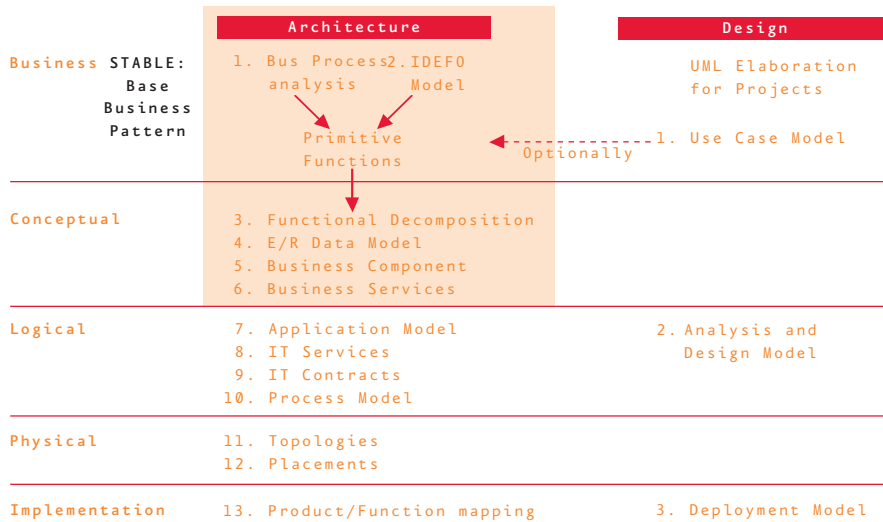 Architecture
Design
Business STABLE:
Base
Business
Pattern
1. Bus Process
analysis
2. IDEFO
Model
UML Elaboration
for Projects
Primitive
Functions
Optionally
1. Use Case Model
Conceptual
3. Functional Decomposition
4. E/R Data Model
5. Business Component
6. Business Services
Logical
7. Application Model
8. IT Services
9. IT Contracts
10. Process Model
2. Analysis and
Design Model
Physical
11. Topologies
12. Placements
Implementation
13. Product/Function mapping
3. Deployment Model